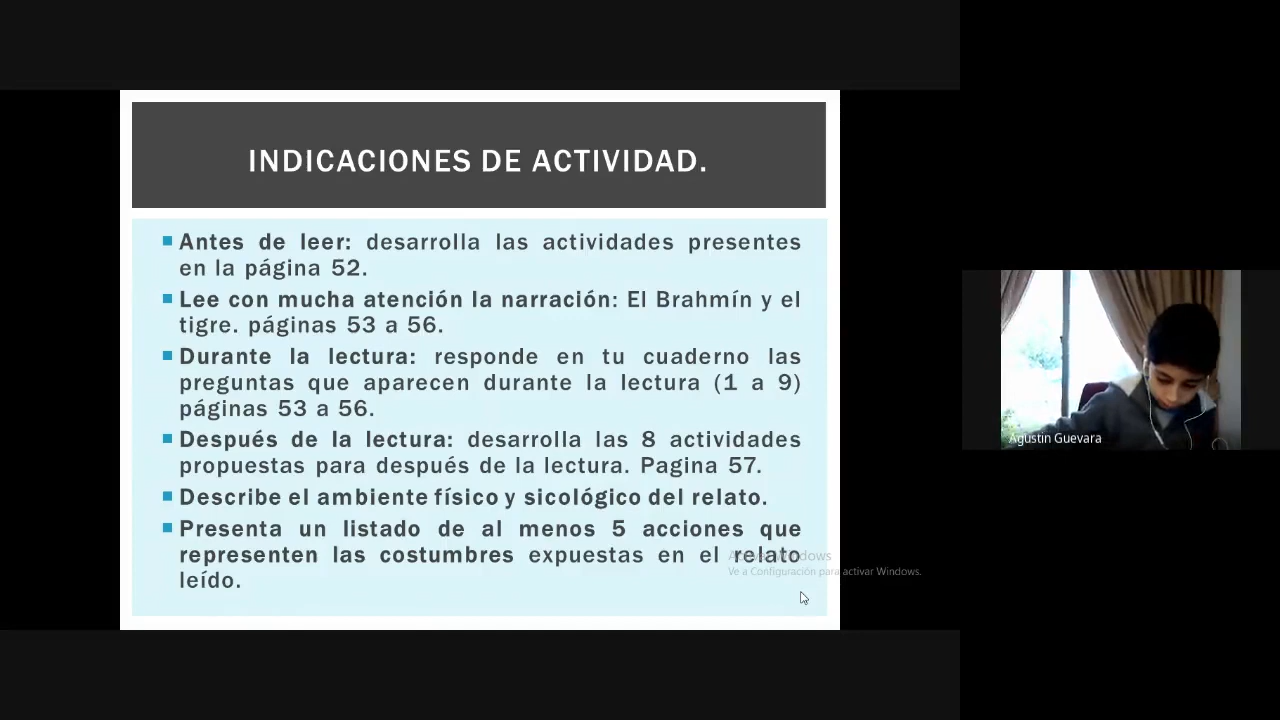 INDICACIONES DE ACTIVIDAD.
Antes de leer: desarrolla las actividades presentes
en la página 52.
Lee con mucha atención la narración: El Brahmín y el
tigre. páginas 53 a 56.
Durante la lectura: responde en tu cuaderno las
preguntas que aparecen durante la lectura (1 a 9)
páginas 53 a 56.
Después de la lectura: desarrolla las 8 actividades
propuestas para después de la lectura. Pagina 57.
Describe el ambiente físico y sicológico del relato.
Presenta un listado de al menos 5 acciones que
representen las costumbres expuestas en el relato
leído.
Activar Windows
Ve a Configuración para activar Windows.
Agustin Guevara